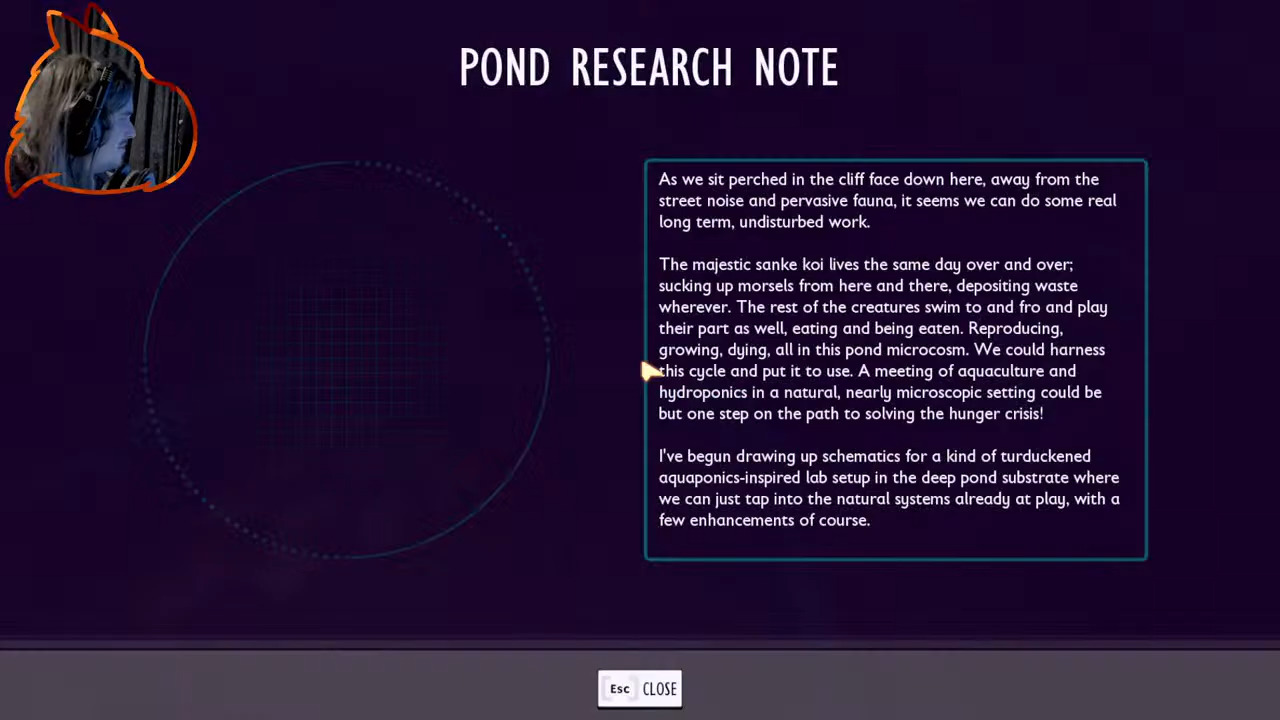 POND RESEARCH NOTE
As we sit perched in the cliff face down here, away from the
street noise and pervasive fauna, it seems we can do some real
long term, undisturbed work.
The majestic sanke koi lives the same day over and over;
sucking up morsels from here and there, depositing waste
wherever. The rest of the creatures swim to and fro and play
their part as well, eating and being eaten. Reproducing,
growing, dying, all in this pond microcosm. We could harness
this cycle and put it to use. A meeting of aquaculture and
hydroponics in a natural, nearly microscopic setting could be
but one step on the path to solving the hunger crisis!
I've begun drawing up schematics for a kind of turduckened
aquaponics-inspired lab setup in the deep pond substrate where
we can just tap into the natural systems already at play, with a
few enhancements of course.
Esc CLOSE